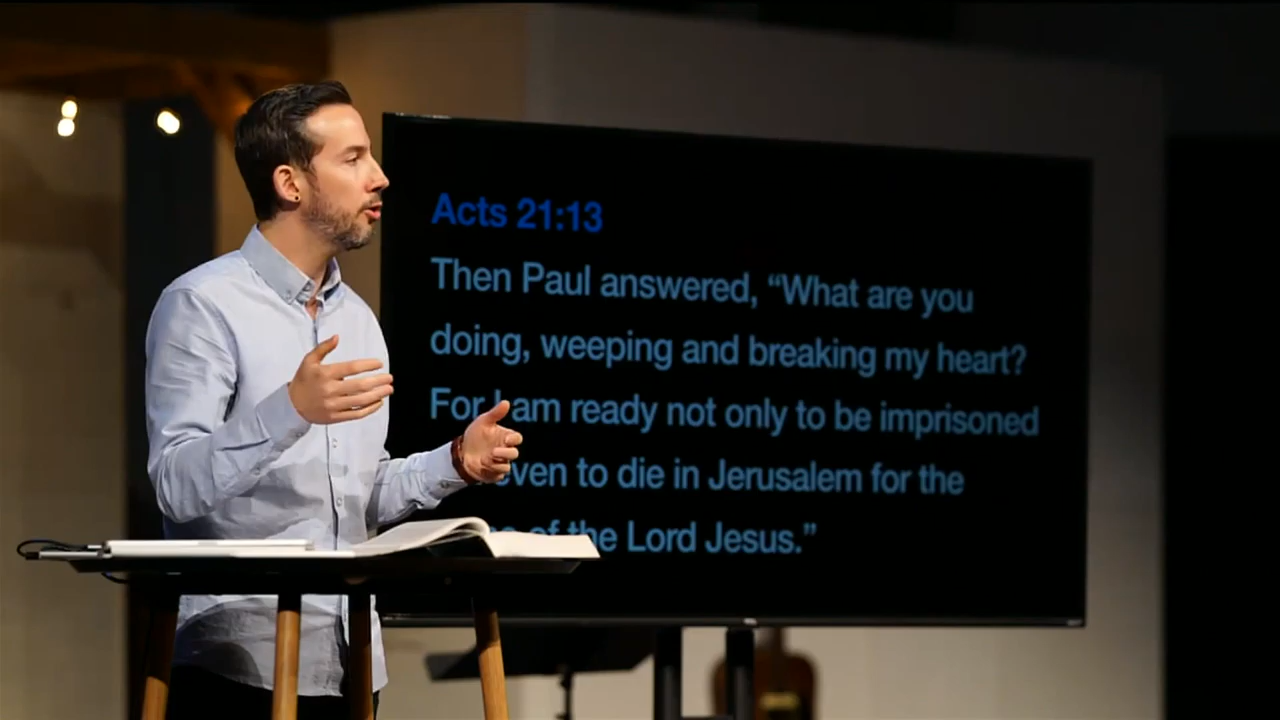 Acts 21:13
Then Paul answered, “What are you
doing, weeping and breaking my heart?
For I am ready not only to be imprisoned
even to die in Jerusalem for the
of the Lord Jesus.”